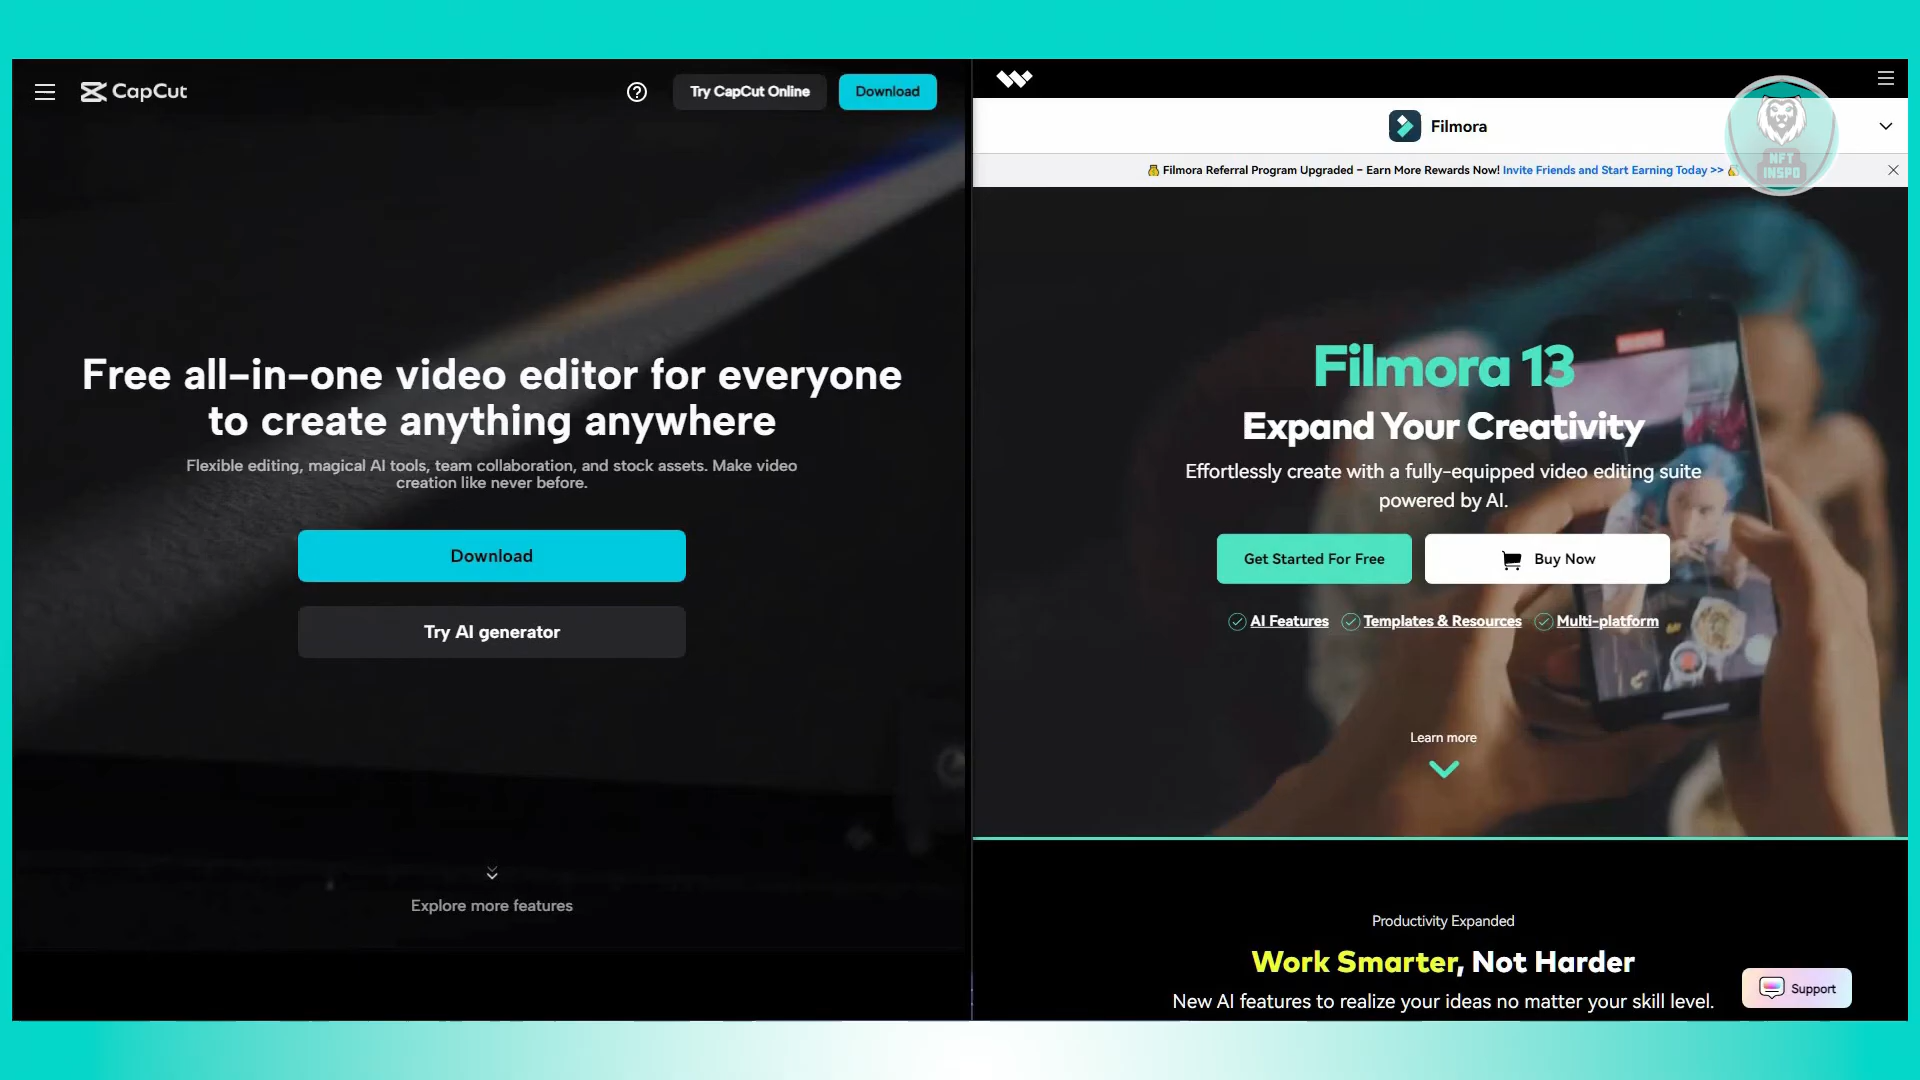 CapCut
Try CapCut Online
Download
Free all-in-one video editor for everyone
to create anything anywhere
Flexible editing, magical AI tools, team collaboration, and stock assets. Make video
creation like never before.
Download
Try AI generator
Explore more features
Filmora
Filmora Referral Program Upgraded – Earn More Rewards Now! Invite Friends and Start Earning Today >>
NFT
INSPO
Filmora 13
Expand Your Creativity
Effortlessly create with a fully-equipped video editing suite
powered by AI.
Get Started For Free
Buy Now
AI Features
Templates & Resources
Multi-platform
Learn more
Productivity Expanded
Work Smarter, Not Harder
New AI features to realize your ideas no matter your skill level.
Support